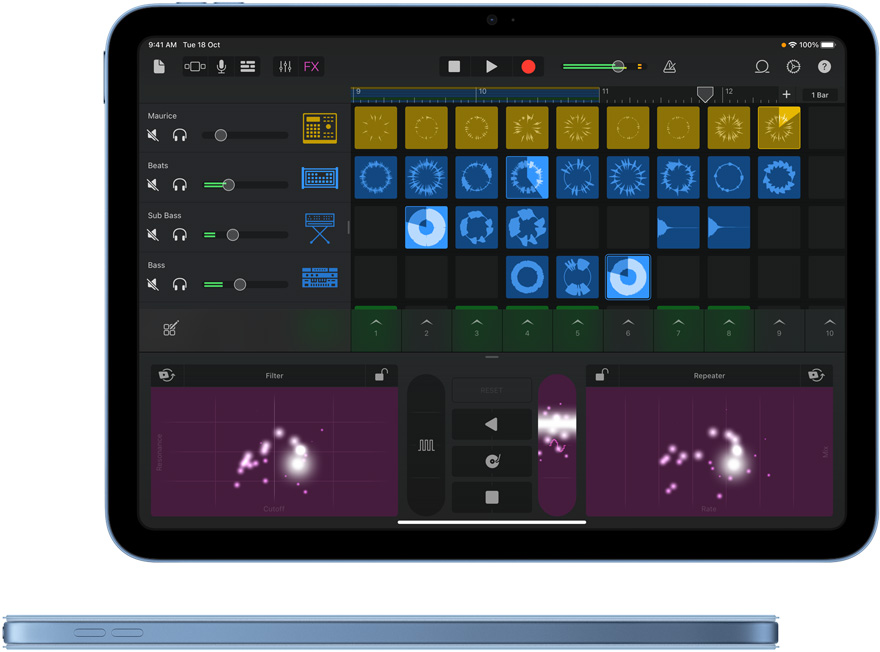 9:41 AM Tue 18 Oct
100%
FX
?
9
10
11
12
+
1 Bar
Maurice
Beats
Sub Bass
Bass
1
2
3
4
5
6
7
8
9
10
Filter
RESET
Repeater
Resonance
Cutoff
Mix
Rate